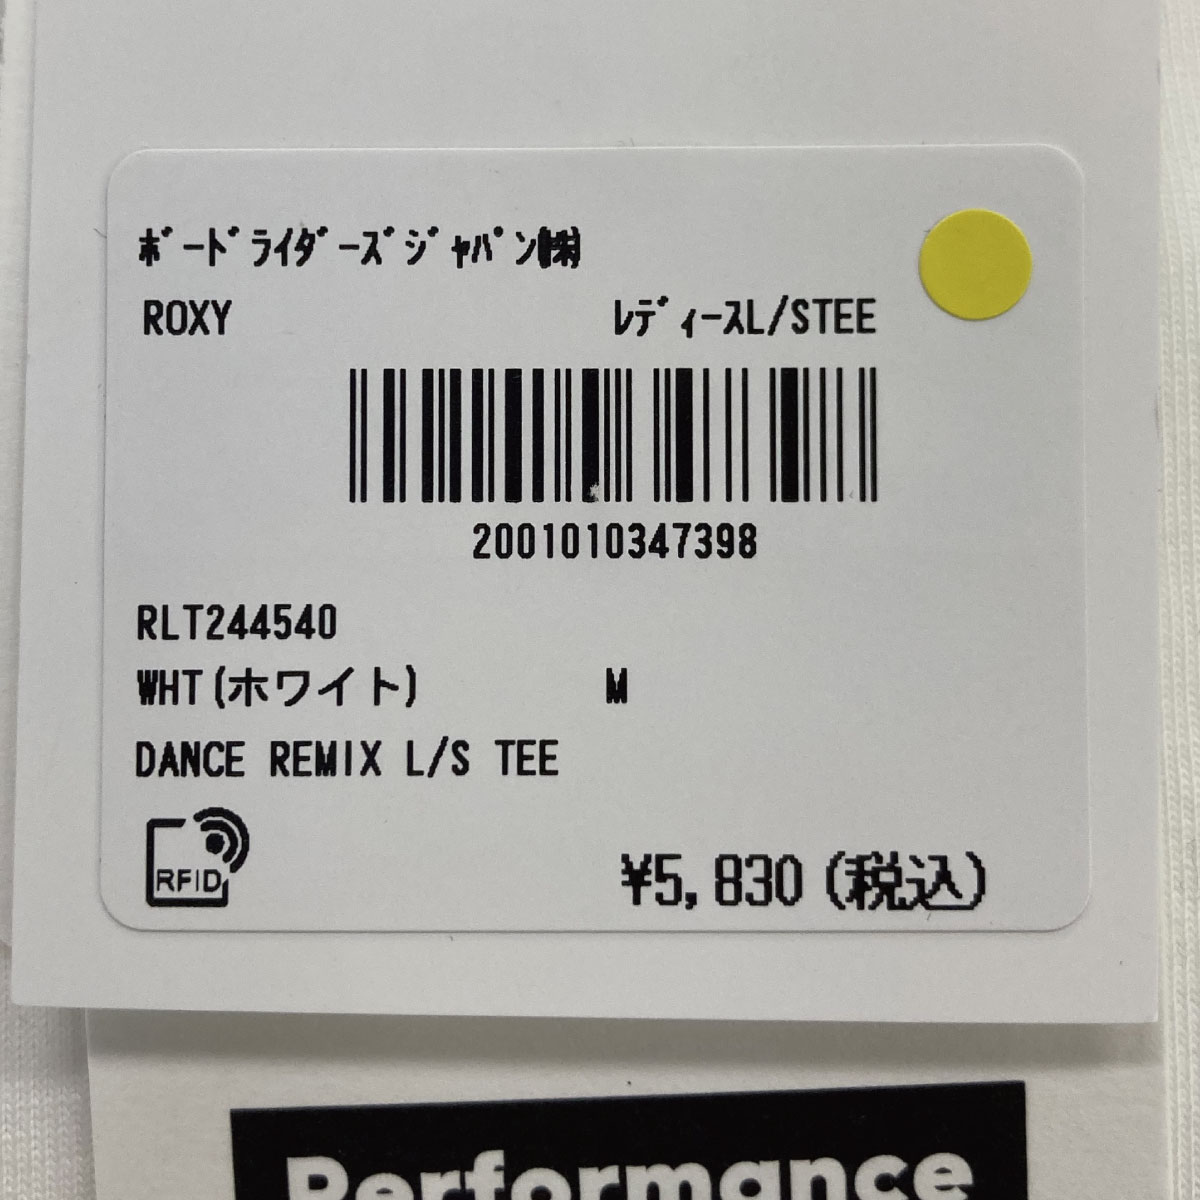 ﾎﾞｰﾄﾞﾗｲﾀﾞｰｽﾞｼﾞｬﾊﾟﾝ㈱
ROXY ﾚﾃﾞｨｰｽL/STEE
2001010347398
RLT244540
WHT(ホワイト) M
DANCE REMIX L/S TEE
RFID
¥5,830(税込)
Performance